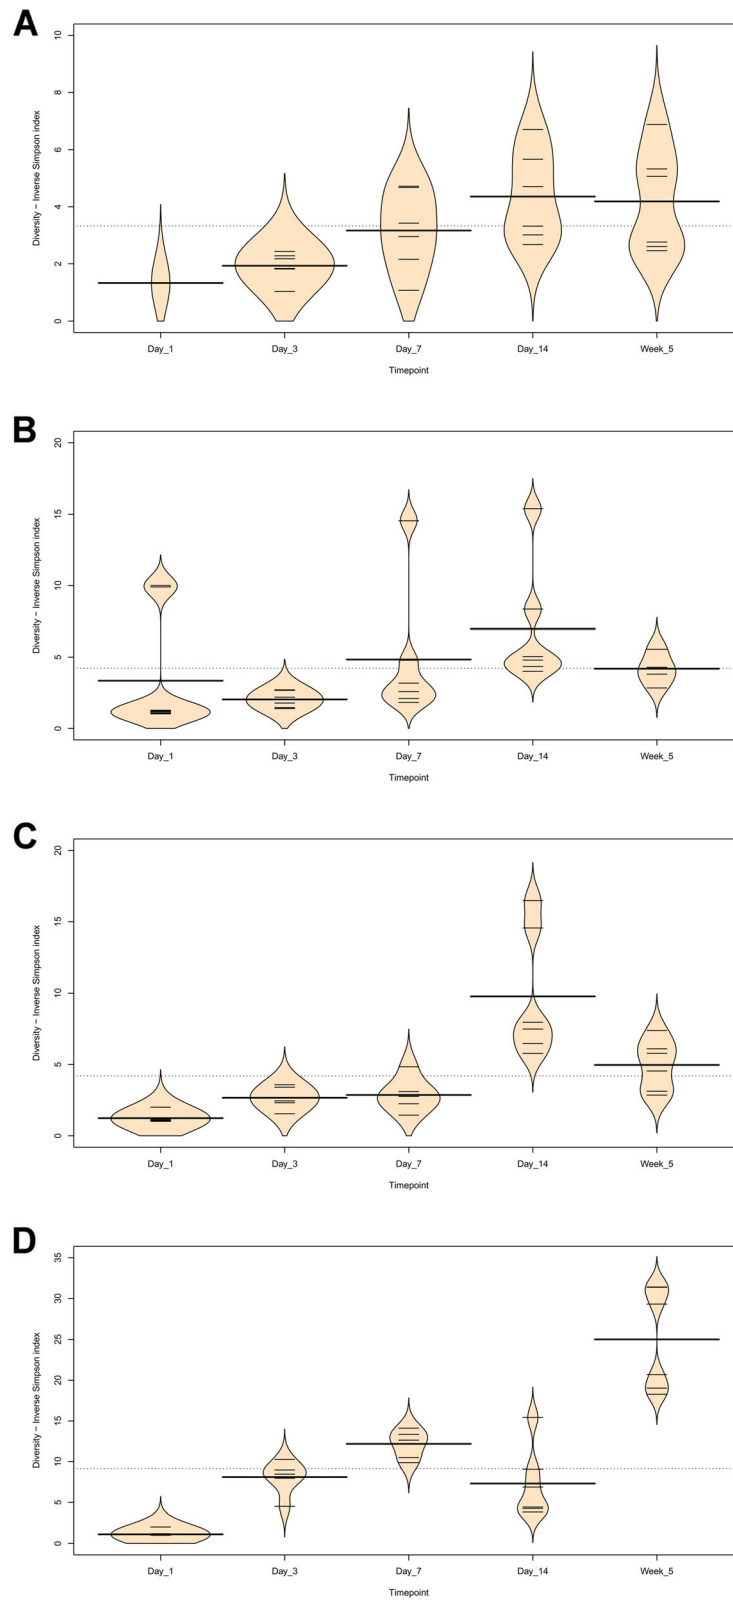 A
Diversity – Inverse Simpson index
10
8
6
4
2
0
Day_1 Day_3 Day_7 Day_14 Week_5
Timepoint
B
Diversity – Inverse Simpson index
20
15
10
5
0
Day_1 Day_3 Day_7 Day_14 Week_5
Timepoint
C
Diversity – Inverse Simpson index
20
15
10
5
0
Day_1 Day_3 Day_7 Day_14 Week_5
Timepoint
D
Diversity – Inverse Simpson index
35
30
25
20
15
10
5
0
Day_1 Day_3 Day_7 Day_14 Week_5
Timepoint